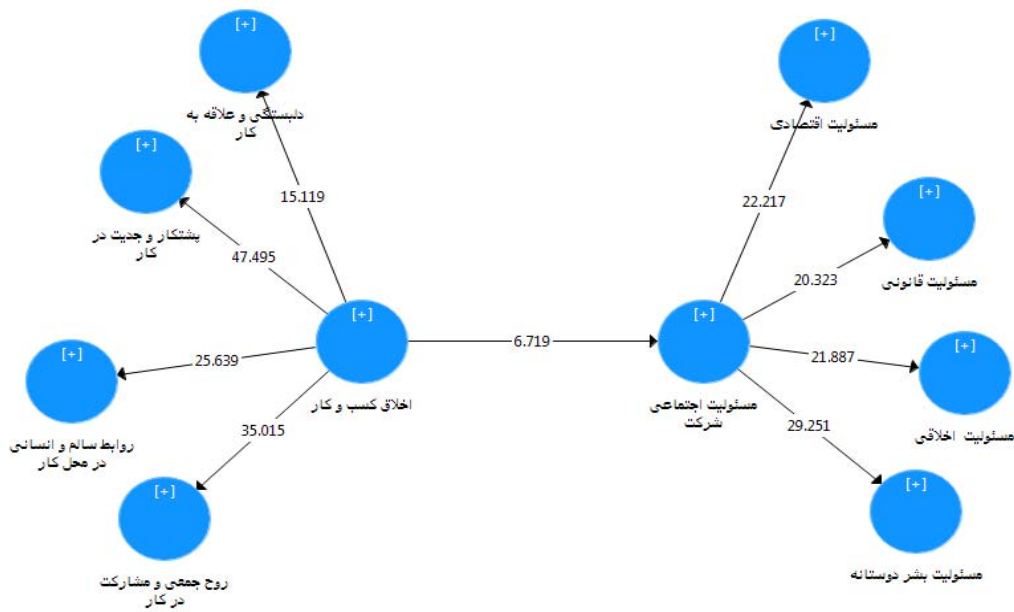 [+]
دلبستگی و علاقه به
کار
[+]
پشتکار و جدیت در
کار
[+]
روابط سالم و انسانی
در محل کار
[+]
روح جمعی و مشارکت
در کار
15.119
47.495
25.639
35.015
[+]
اخلاق کسب و کار
6.719
[+]
مسئولیت اجتماعی
شرکت
22.217
20.323
21.887
29.251
[+]
مسئولیت اقتصادی
[+]
مسئولیت قانونی
[+]
مسئولیت اخلاقی
[+]
مسئولیت بشر دوستانه